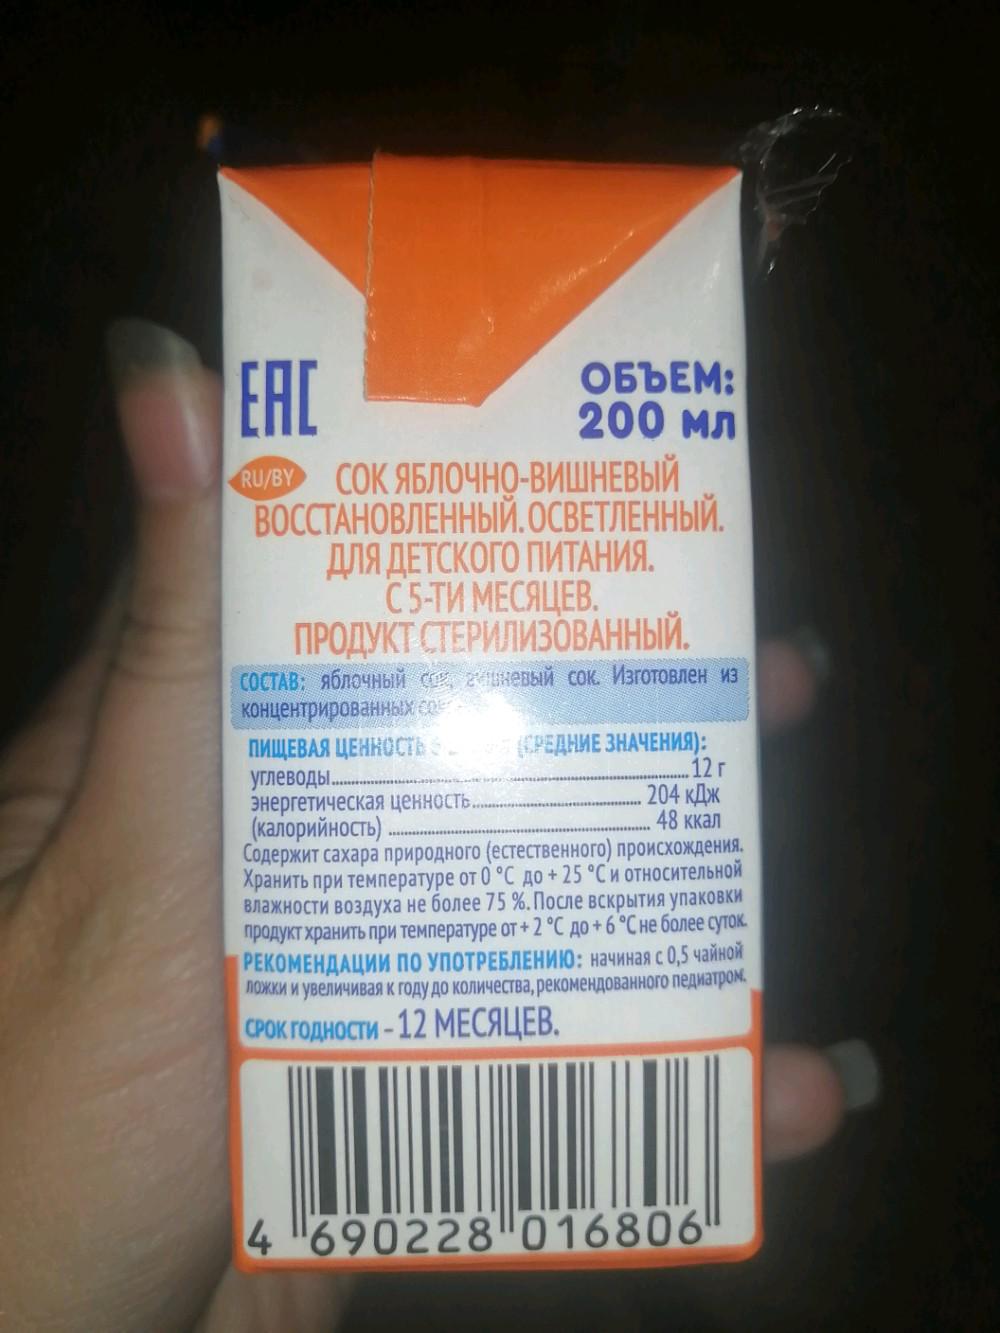 EAC
ОБЪЕМ:
200 мл
RU/BY
СОК ЯБЛОЧНО-ВИШНЕВЫЙ
ВОССТАНОВЛЕННЫЙ. ОСВЕТЛЕННЫЙ.
ДЛЯ ДЕТСКОГО ПИТАНИЯ.
С 5-ТИ МЕСЯЦЕВ.
ПРОДУКТ СТЕРИЛИЗОВАННЫЙ.
СОСТАВ: яблочный сок, вишневый сок. Изготовлен из
концентрированных
ПИЩЕВАЯ ЦЕННОСТЬ (СРЕДНИЕ ЗНАЧЕНИЯ):
углеводы.......... 12 г
энергетическая ценность.......... 204 кДж
(калорийность) .......... 48 ккал
Содержит сахара природного (естественного) происхождения.
Хранить при температуре от 0 °С до + 25 °С и относительной
влажности воздуха не более 75 %. После вскрытия упаковки
продукт хранить при температуре от + 2 °С до + 6 °С не более суток.
РЕКОМЕНДАЦИИ ПО УПОТРЕБЛЕНИЮ: начиная с 0,5 чайной
ложки и увеличивая к году до количества, рекомендованного педиатром.
СРОК ГОДНОСТИ – 12 МЕСЯЦЕВ.
4 690228 016806